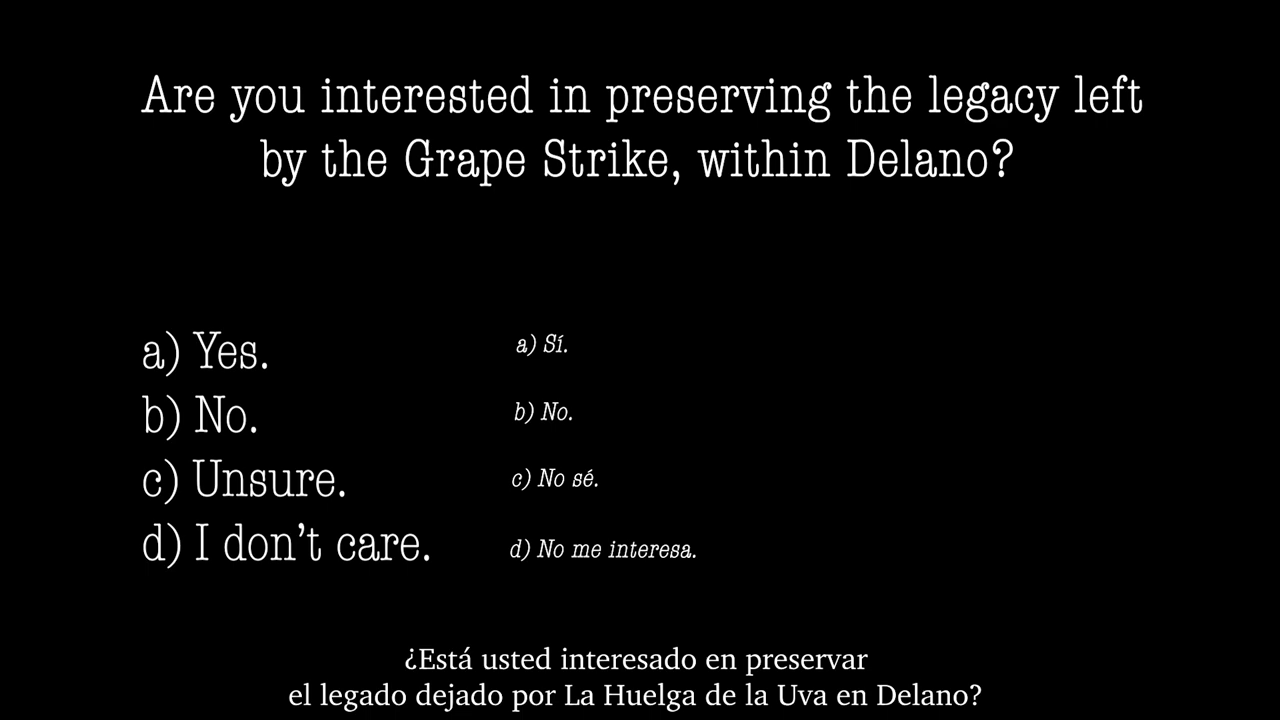 Are you interested in preserving the legacy left
by the Grape Strike, within Delano?
a) Yes.
a) Sí.
b) No.
b) No.
c) Unsure.
c) No sé.
d) I don’t care.
d) No me interesa.
¿Está usted interesado en preservar
el legado dejado por La Huelga de la Uva en Delano?